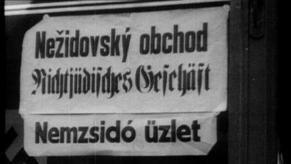 Nežidovský obchod
Nichtjüdisches Geschäft
Nemzsidó üzlet